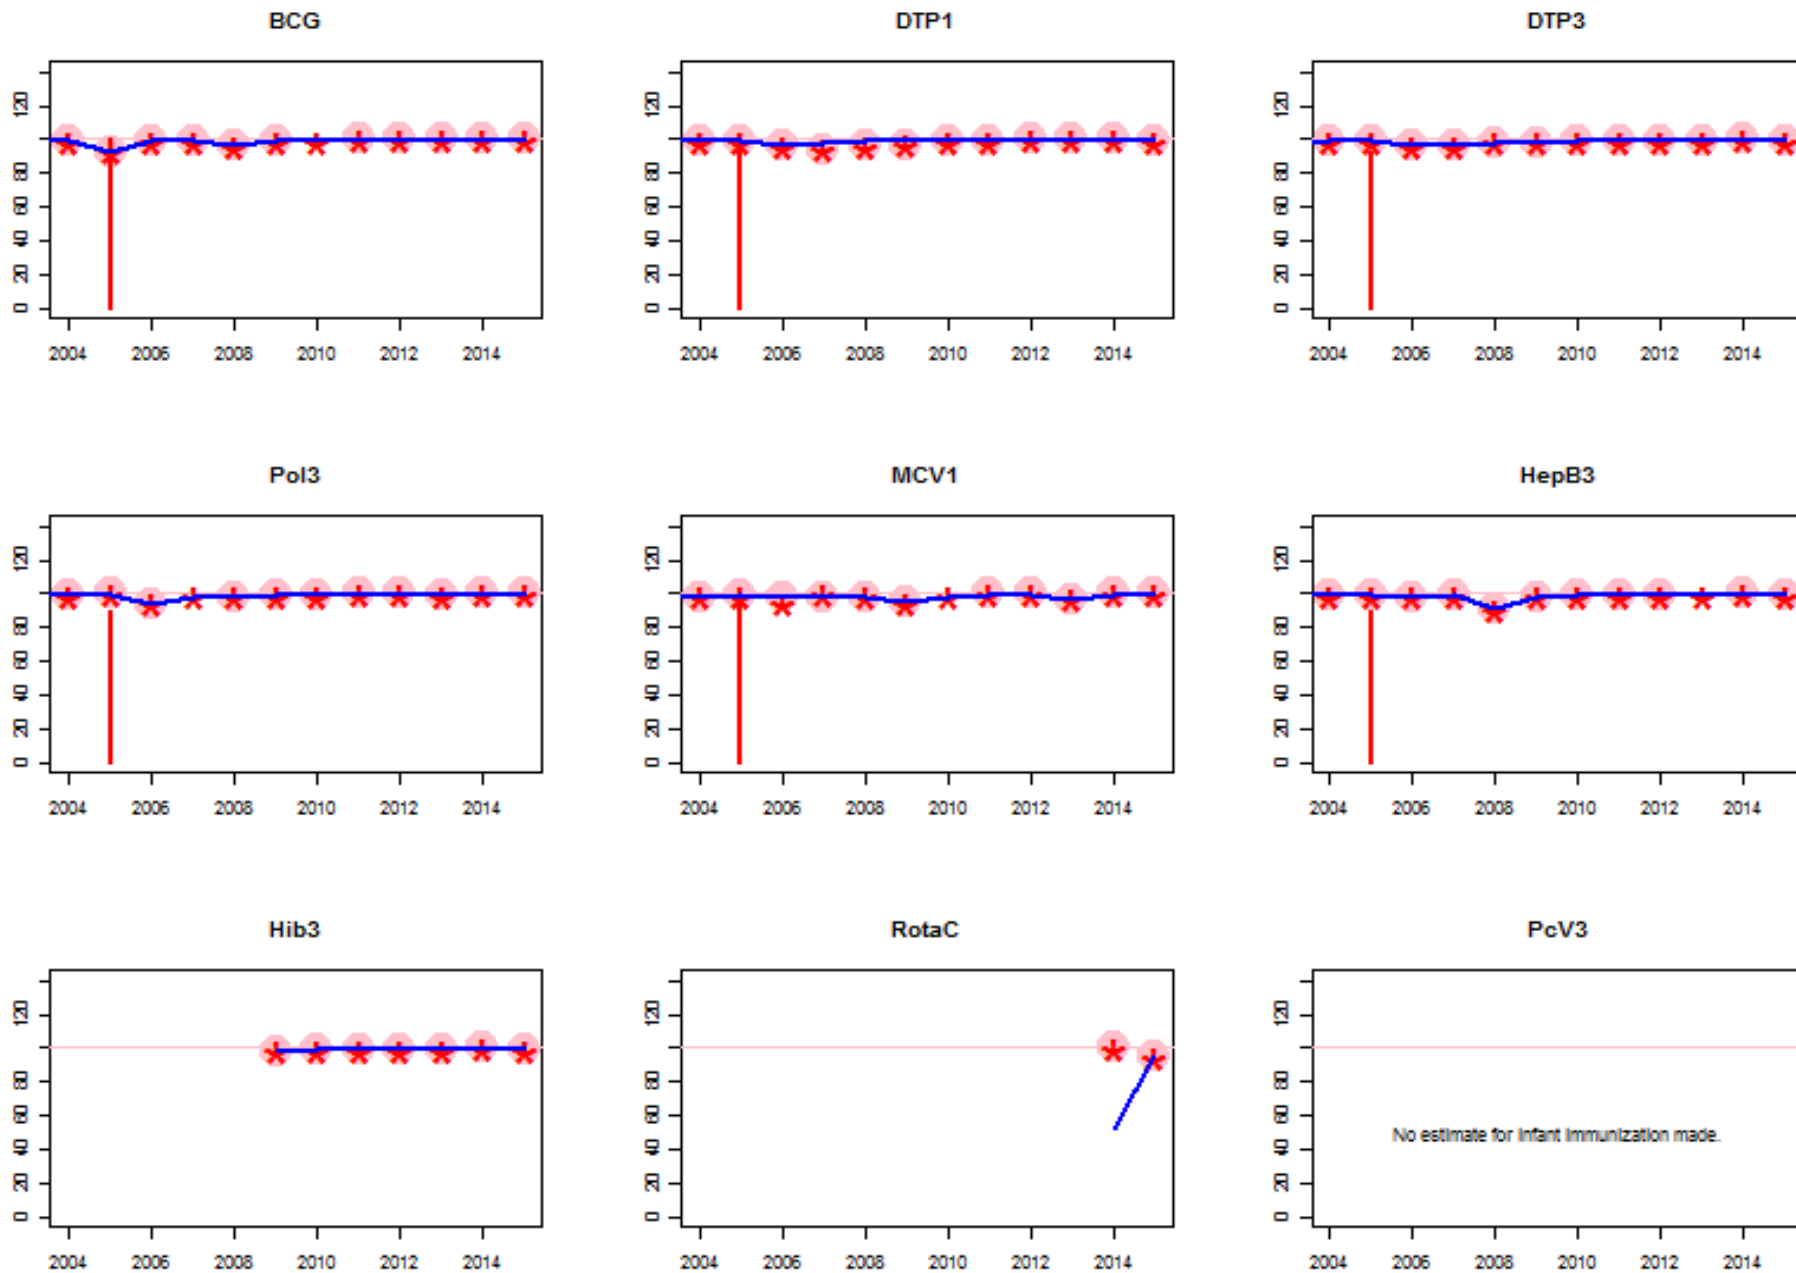 BCG
DTP1
DTP3
0 20 40 60 80 120
0 20 40 60 80 120
0 20 40 60 80 120
2004 2006 2008 2010 2012 2014
2004 2006 2008 2010 2012 2014
2004 2006 2008 2010 2012 2014
Pol3
MCV1
HepB3
0 20 40 60 80 120
0 20 40 60 80 120
0 20 40 60 80 120
2004 2006 2008 2010 2012 2014
2004 2006 2008 2010 2012 2014
2004 2006 2008 2010 2012 2014
Hib3
RotaC
PcV3
0 20 40 60 80 120
0 20 40 60 80 120
0 20 40 60 80 120
No estimate for infant immunization made.
2004 2006 2008 2010 2012 2014
2004 2006 2008 2010 2012 2014
2004 2006 2008 2010 2012 2014